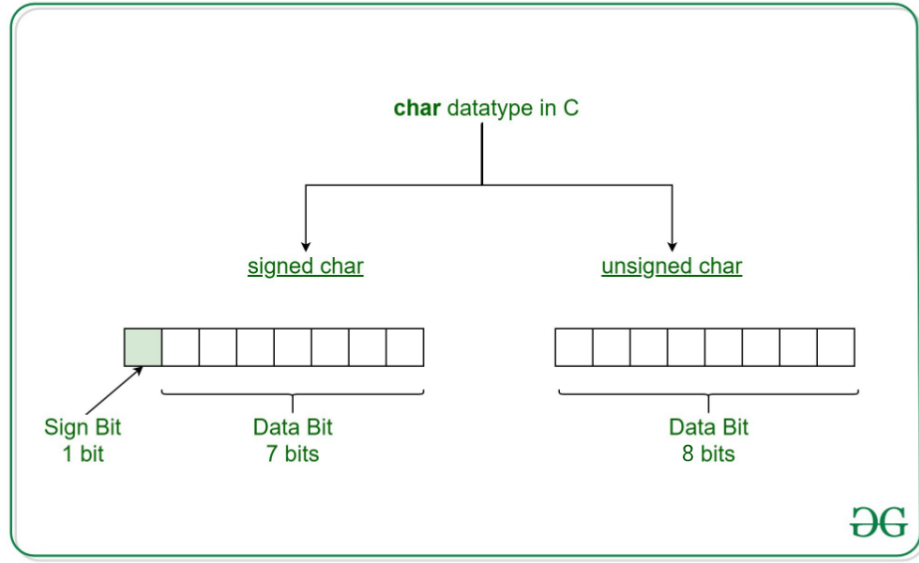 char datatype in C
signed char
unsigned char
Sign Bit
1 bit
Data Bit
7 bits
Data Bit
8 bits